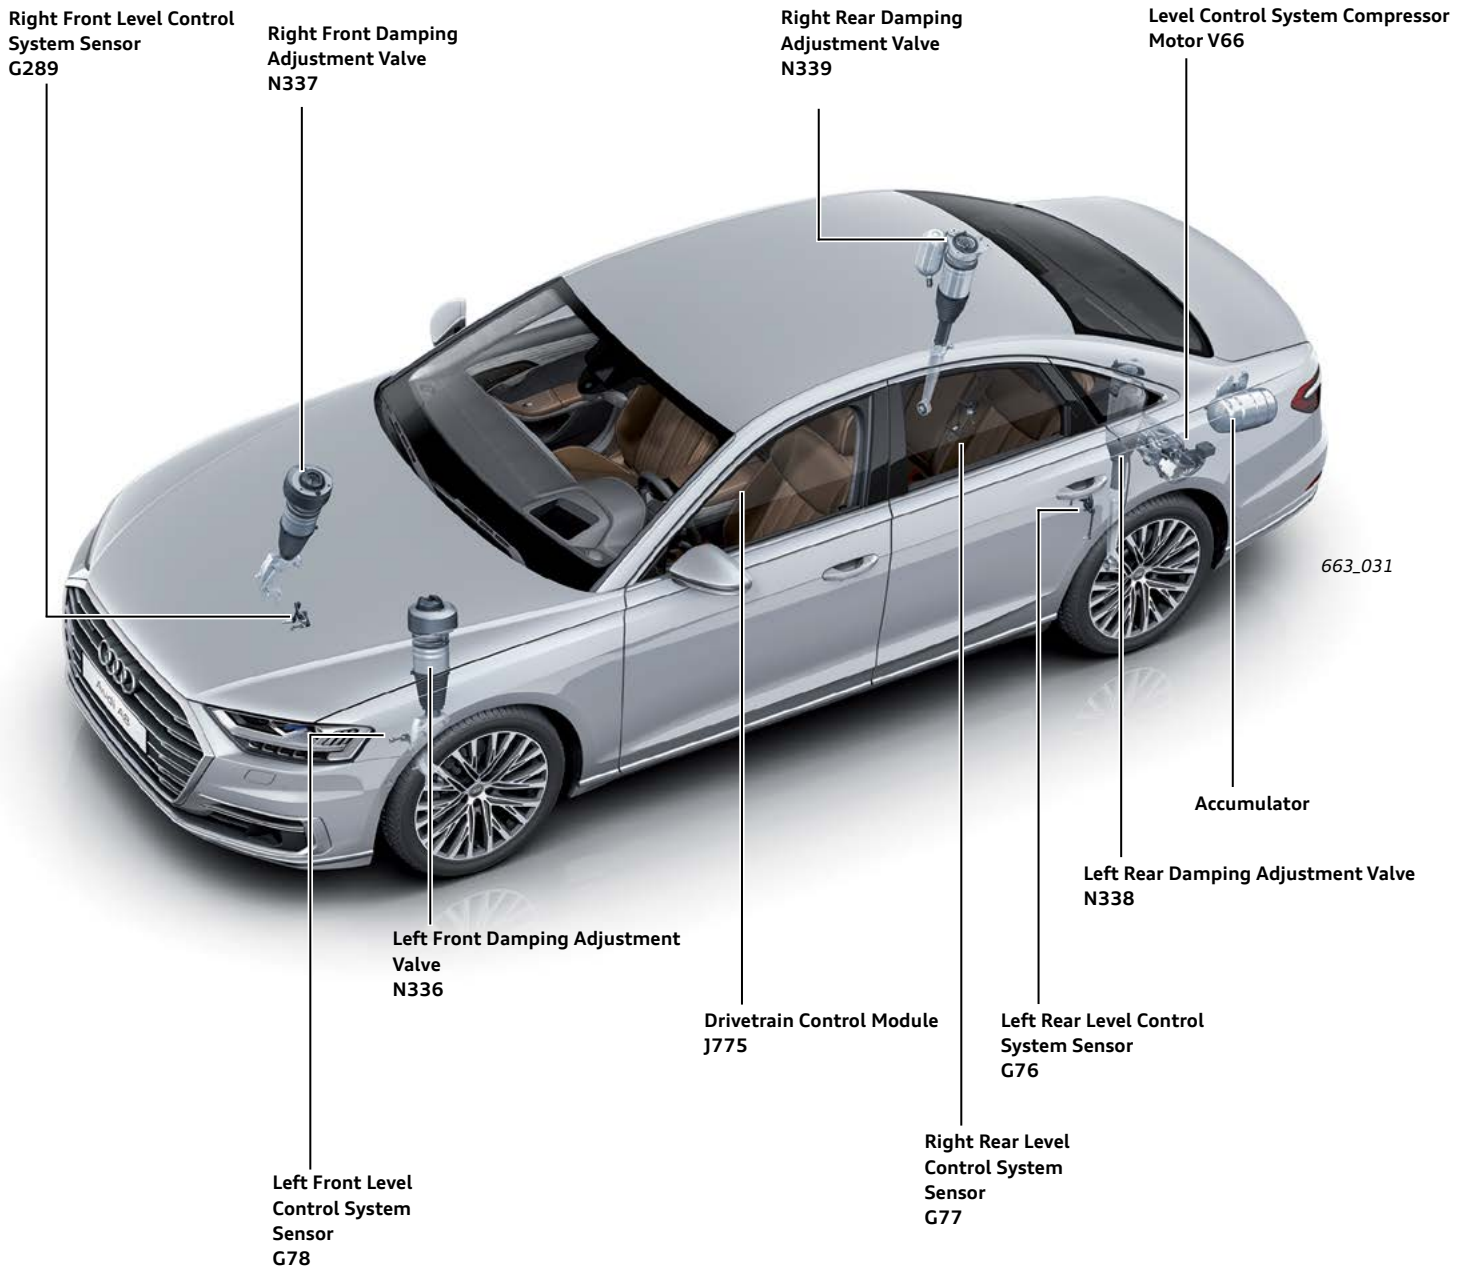 Right Front Level Control
System Sensor
G289
Right Front Damping
Adjustment Valve
N337
Right Rear Damping
Adjustment Valve
N339
Level Control System Compressor
Motor V66
663_031
Audi A8
Accumulator
Left Rear Damping Adjustment Valve
N338
Left Front Damping Adjustment
Valve
N336
Drivetrain Control Module
J775
Left Rear Level Control
System Sensor
G76
Right Rear Level
Control System
Sensor
G77
Left Front Level
Control System
Sensor
G78